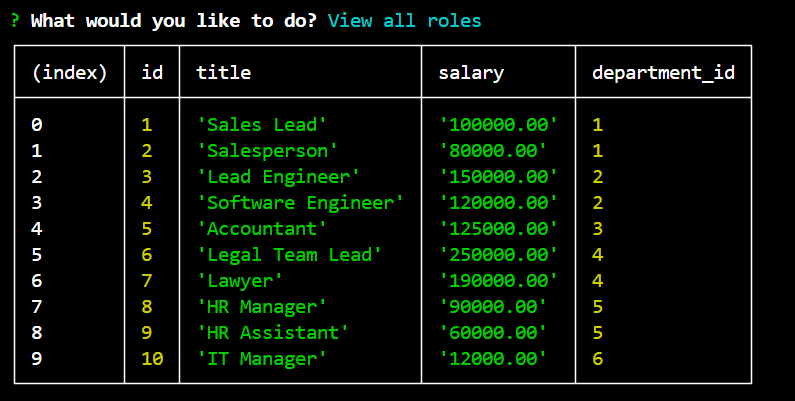 ? What would you like to do? View all roles
(index) id title salary department_id
0 1 'Sales Lead' '100000.00' 1
1 2 'Salesperson' '80000.00' 1
2 3 'Lead Engineer' '150000.00' 2
3 4 'Software Engineer' '120000.00' 2
4 5 'Accountant' '125000.00' 3
5 6 'Legal Team Lead' '250000.00' 4
6 7 'Lawyer' '190000.00' 4
7 8 'HR Manager' '90000.00' 5
8 9 'HR Assistant' '60000.00' 5
9 10 'IT Manager' '12000.00' 6